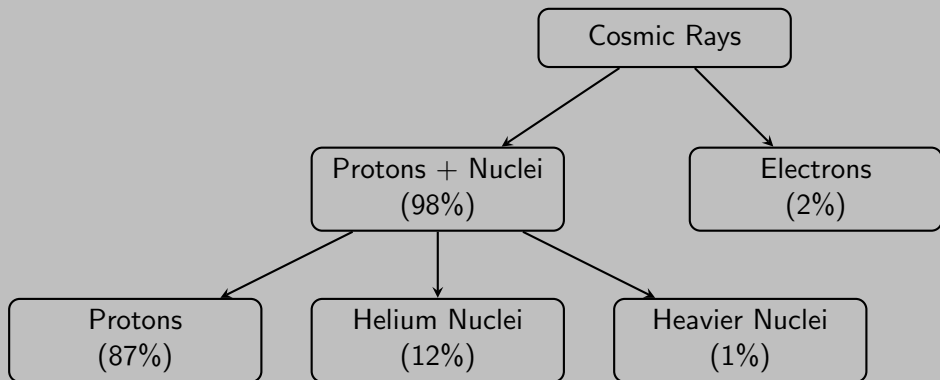 Cosmic Rays
Protons + Nuclei
(98%)
Electrons
(2%)
Protons
(87%)
Helium Nuclei
(12%)
Heavier Nuclei
(1%)